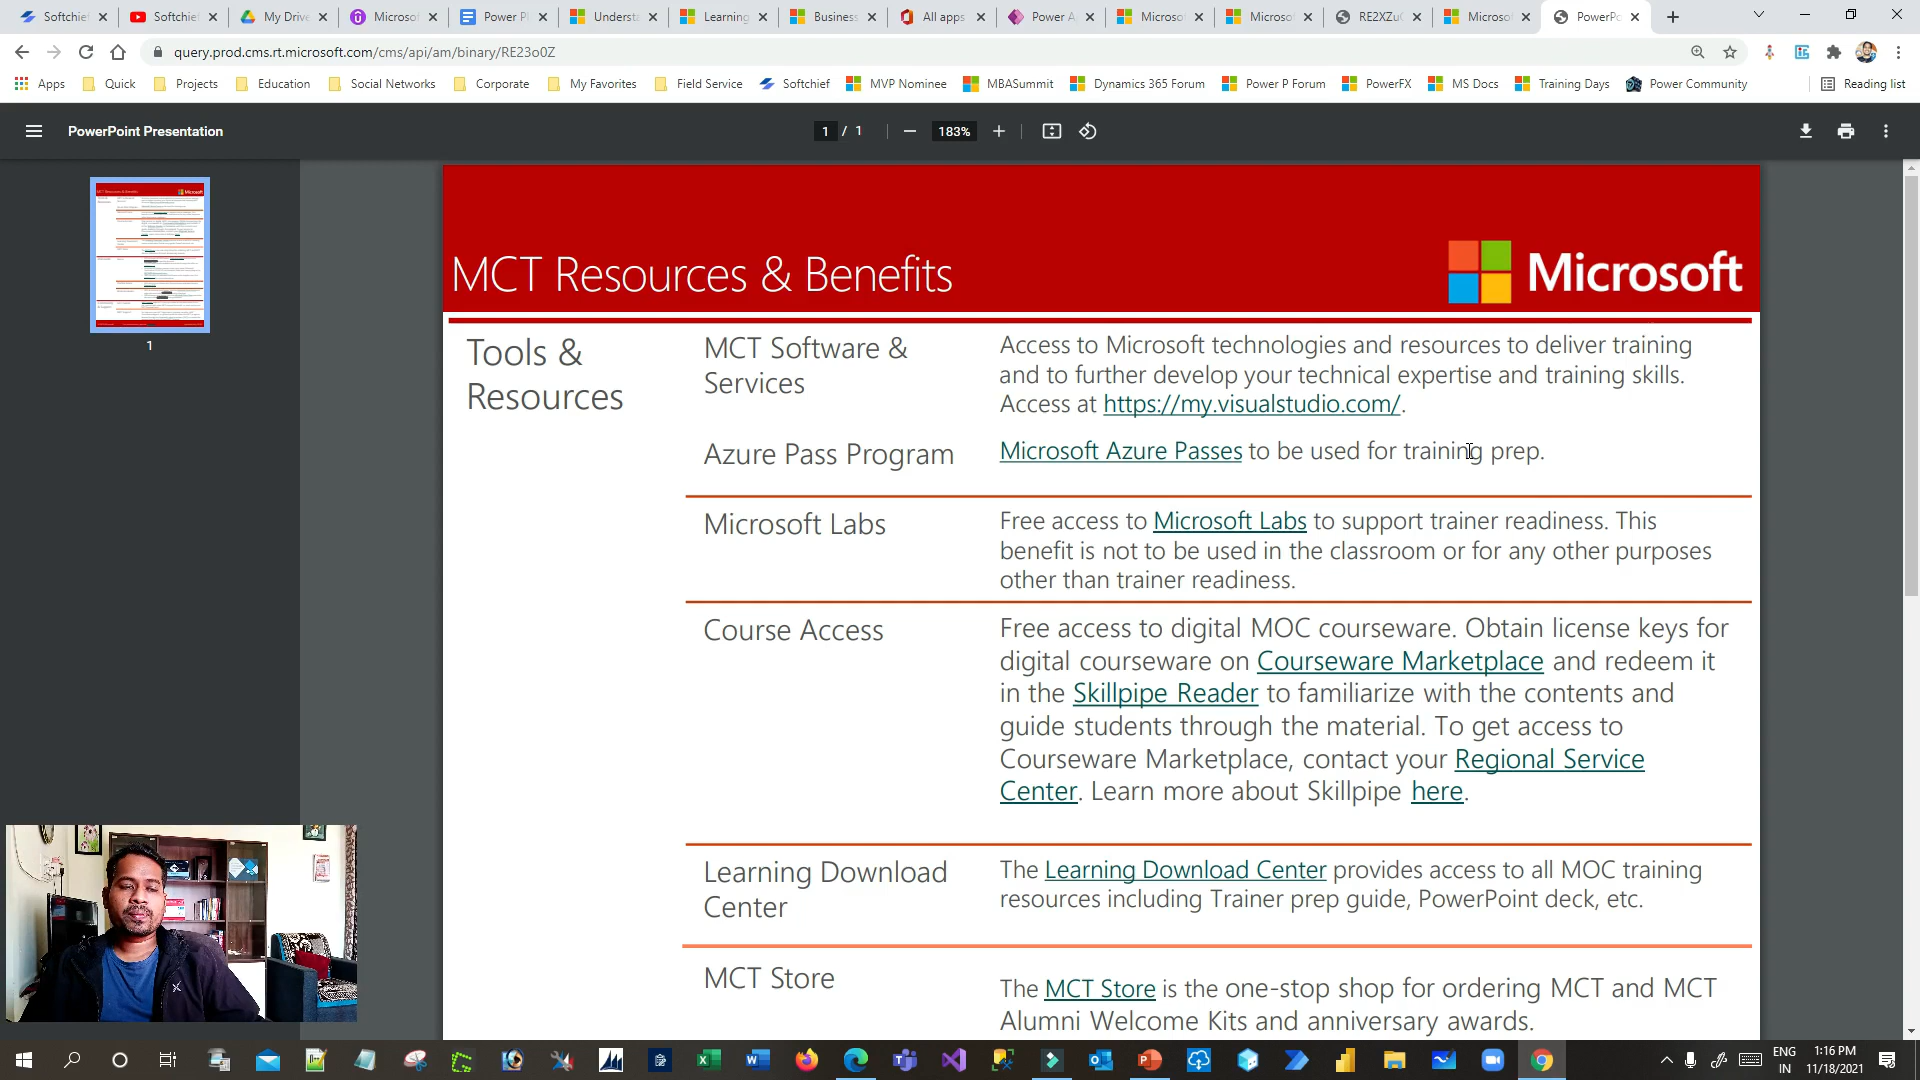 Softchief
Softchief
My Drive
Microsof
Power Pl
Understa
Learning
Business
All apps
Power A
Microso
Microsof
RE2XZu
Microsof
PowerPo
query.prod.cms.rt.microsoft.com/cms/api/am/binary/RE23o0Z
Apps
Quick
Projects
Education
Social Networks
Corporate
My Favorites
Field Service
Softchief
MVP Nominee
MBASummit
Dynamics 365 Forum
Power P Forum
PowerFX
MS Docs
Training Days
Power Community
Reading list
PowerPoint Presentation
1 / 1
183%
1
MCT Resources & Benefits
Microsoft
Tools &
Resources
MCT Software &
Services
Access to Microsoft technologies and resources to deliver training
and to further develop your technical expertise and training skills.
Access at https://my.visualstudio.com/.
Azure Pass Program
Microsoft Azure Passes to be used for training prep.
Microsoft Labs
Free access to Microsoft Labs to support trainer readiness. This
benefit is not to be used in the classroom or for any other purposes
other than trainer readiness.
Course Access
Free access to digital MOC courseware. Obtain license keys for
digital courseware on Courseware Marketplace and redeem it
in the Skillpipe Reader to familiarize with the contents and
guide students through the material. To get access to
Courseware Marketplace, contact your Regional Service
Center. Learn more about Skillpipe here.
Learning Download
Center
The Learning Download Center provides access to all MOC training
resources including Trainer prep guide, PowerPoint deck, etc.
MCT Store
The MCT Store is the one-stop shop for ordering MCT and MCT
Alumni Welcome Kits and anniversary awards.
ENG
IN
1:16 PM
11/18/2021